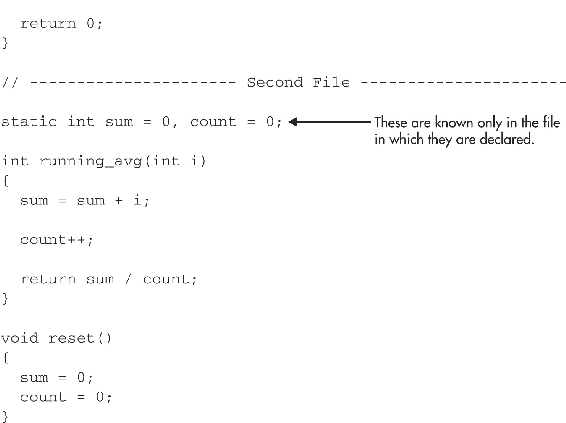 return 0;
}
// ---------------------- Second File ----------------------
static int sum = 0, count = 0; These are known only in the file
in which they are declared.
int running_avg(int i)
{
sum = sum + i;
count++;
return sum / count;
}
void reset()
{
sum = 0;
count = 0;
}